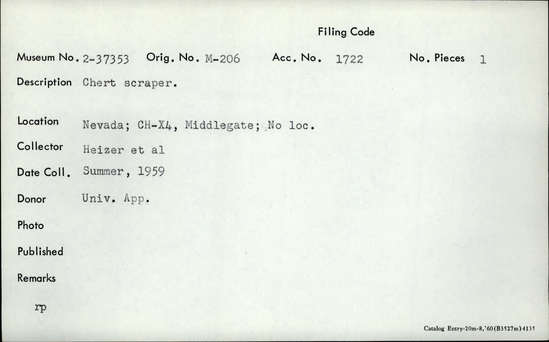 Filing Code
Museum No. 2-37353 Orig. No. M-206 Acc. No. 1722 No. Pieces 1
Description Chert scraper.
Location Nevada; CH-X4, Middlegate; No loc.
Collector Heizer et al
Date Coll. Summer, 1959
Donor Univ. App.
Photo
Published
Remarks
rp
Catalog Entry-20m-8,'60(B1527m)4135